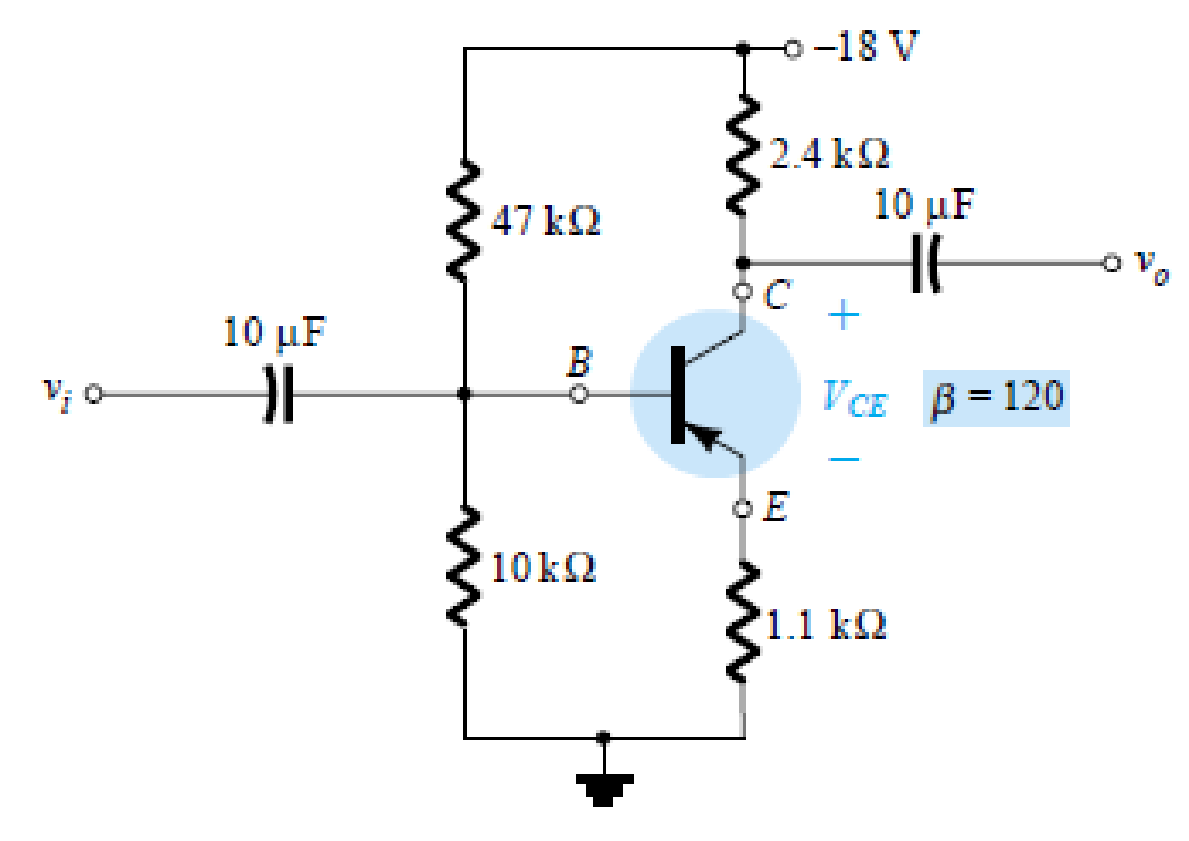 –18 V
2.4 kΩ
10 μF
47 kΩ
v_o
C
+
10 μF
B
v_i
V_CE
β = 120
–
E
10 kΩ
1.1 kΩ